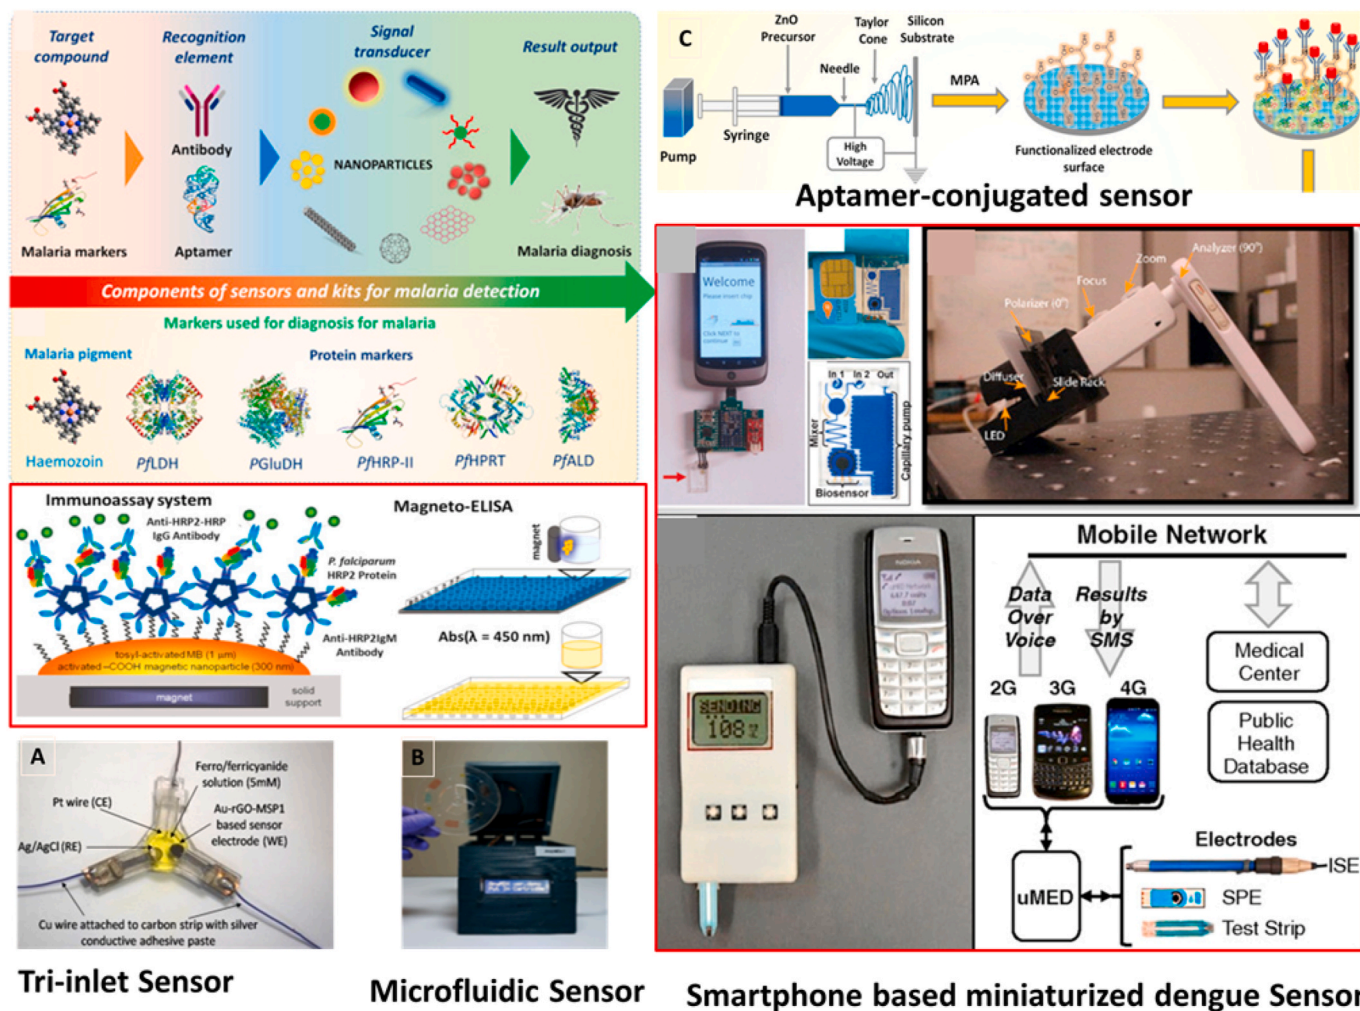 Target
compound
Recognition
element
Signal
transducer
Result output
Antibody
NANOPARTICLES
Malaria markers
Aptamer
Malaria diagnosis
Components of sensors and kits for malaria detection
Markers used for diagnosis for malaria
Malaria pigment
Protein markers
Haemozoin
PfLDH
PGluDH
PfHRP-II
PfHPRT
PfALD
Immunoassay system
Anti-HRP2-HRP
IgG Antibody
P. falciparum
HRP2 Protein
Anti-HRP2IgM
Antibody
tosyl-activated MB (1 µm)
activated –COOH magnetic nanoparticle (300 nm)
magnet
solid
support
Magneto-ELISA
magnet
Abs(λ = 450 nm)
A
Ferro/ferricyanide
solution (5mM)
Pt wire (CE)
Au-rGO-MSP1
based sensor
electrode (WE)
Ag/AgCl (RE)
Cu wire attached to carbon strip with silver
conductive adhesive paste
Tri-inlet Sensor
B
Microfluidic Sensor
C
ZnO
Precursor
Taylor
Cone
Silicon
Substrate
Needle
MPA
Syringe
Pump
High
Voltage
Functionalized electrode
surface
Aptamer-conjugated sensor
Welcome
Please insert chip
Click NEXT to
continue
In 1
In 2
Out
Mixer
Capillary pump
Biosensor
Analyzer (90°)
Zoom
Focus
Polarizer (0°)
Diffuser
Slide Rack
LED
NOKIA
SENDING
108
Mobile Network
Data
Over
Voice
Results
by
SMS
2G
3G
4G
Medical
Center
Public
Health
Database
Electrodes
uMED
ISE
SPE
Test Strip
Smartphone based miniaturized dengue Sensor